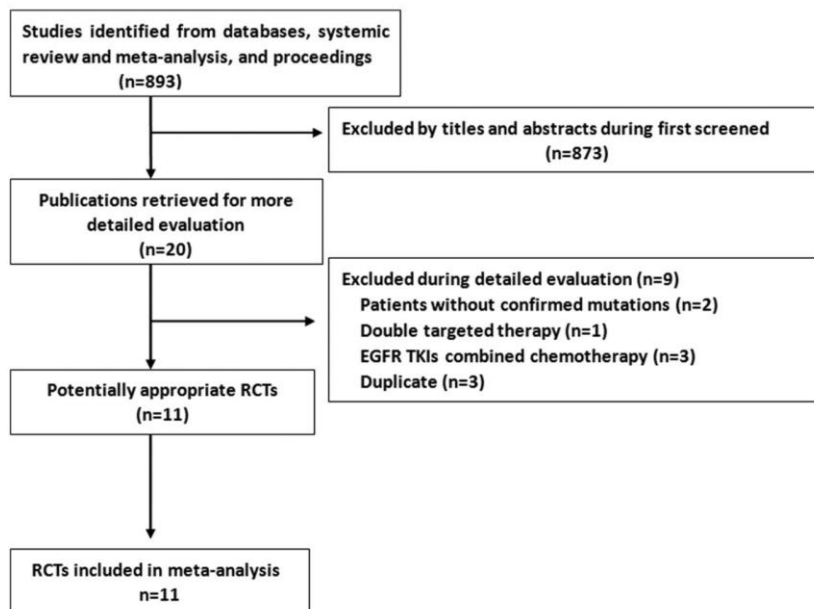 Studies identified from databases, systemic
review and meta-analysis, and proceedings
(n=893)
Excluded by titles and abstracts during first screened
(n=873)
Publications retrieved for more
detailed evaluation
(n=20)
Excluded during detailed evaluation (n=9)
Patients without confirmed mutations (n=2)
Double targeted therapy (n=1)
EGFR TKIs combined chemotherapy (n=3)
Duplicate (n=3)
Potentially appropriate RCTs
(n=11)
RCTs included in meta-analysis
n=11